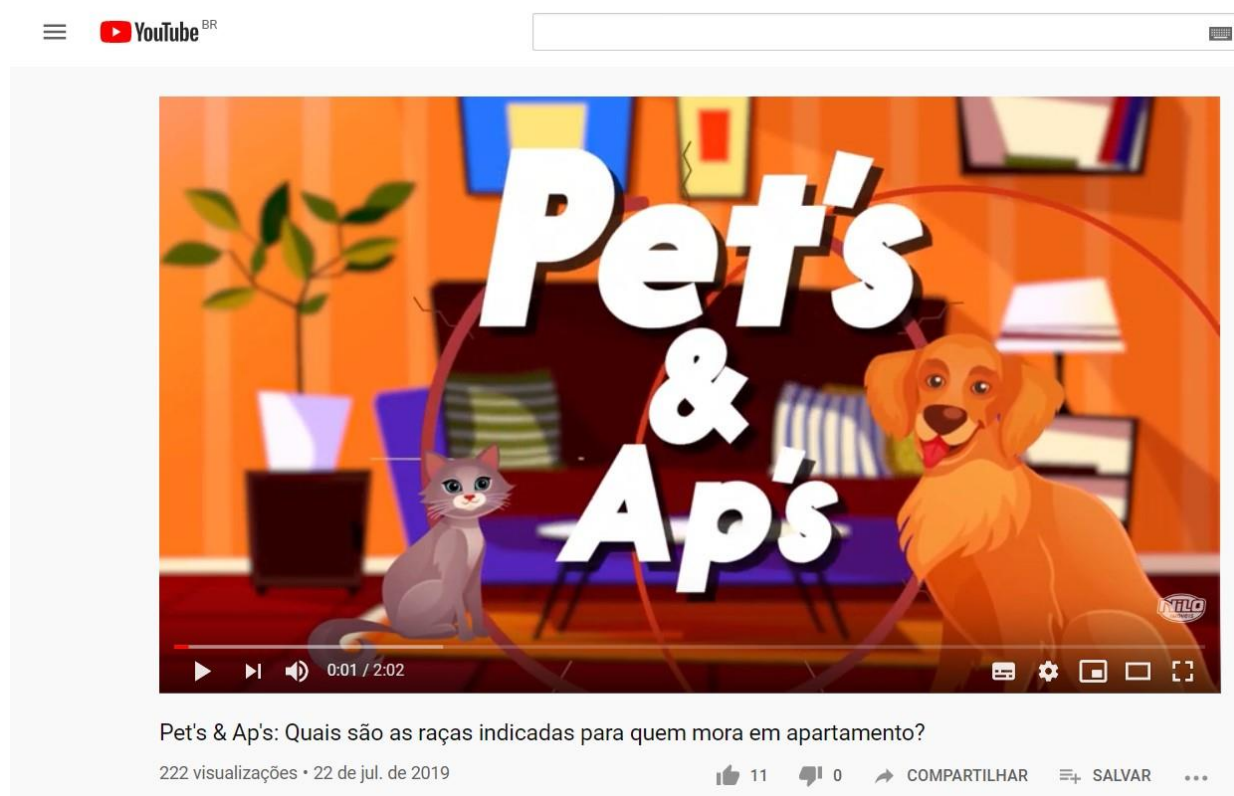 YouTube BR
Pet's
&
Ap's
NILO
0:01 / 2:02
Pet's & Ap's: Quais são as raças indicadas para quem mora em apartamento?
222 visualizações • 22 de jul. de 2019
11
0
COMPARTILHAR
SALVAR